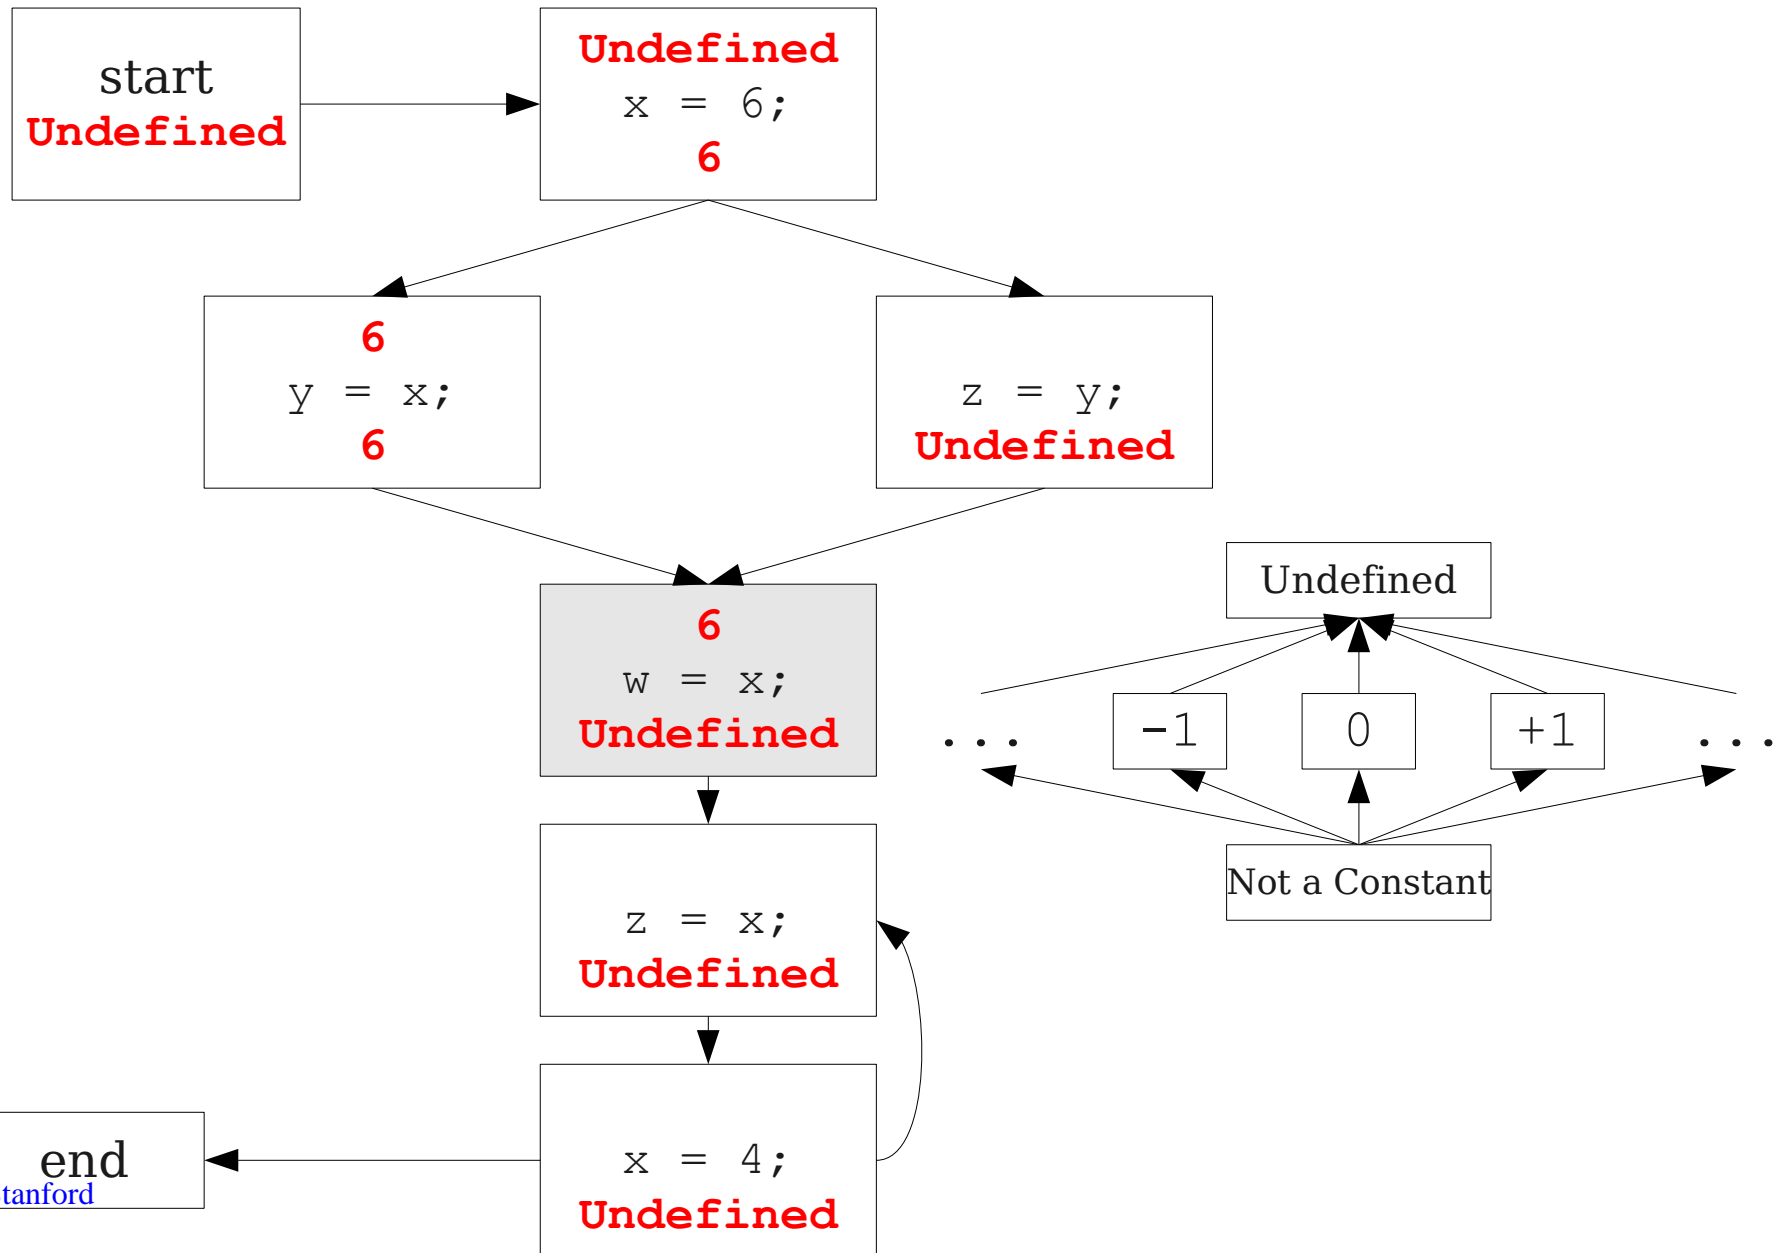 start
Undefined
Undefined
x = 6;
6
6
y = x;
6
z = y;
Undefined
6
w = x;
Undefined
z = x;
Undefined
x = 4;
Undefined
end
tanford
Undefined
... -1 0 +1 ...
Not a Constant